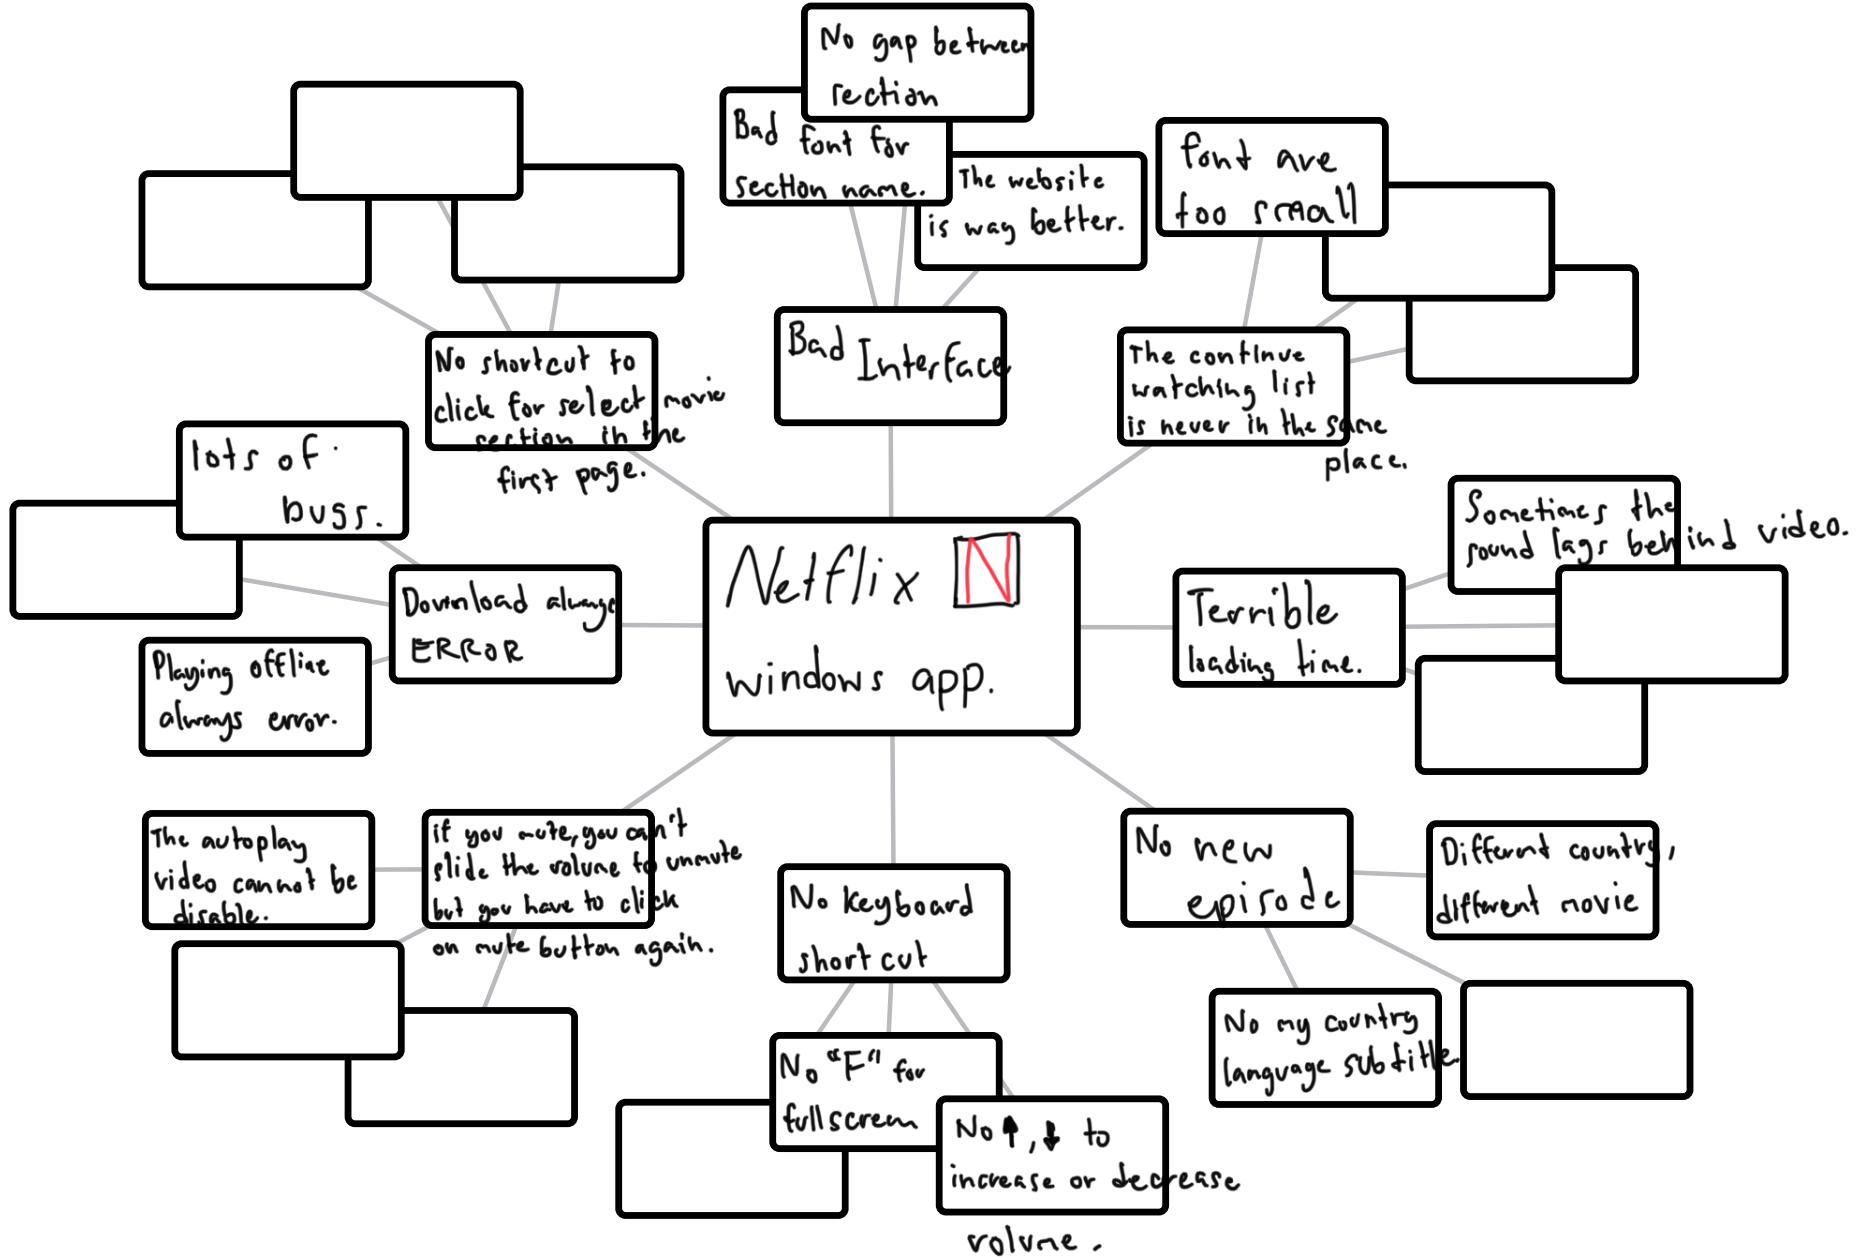 No gap between
section
Bad font for
section name.
The website
is way better.
Bad Interface
font are
too small
The continue
watching list
is never in the same
place.
No shortcut to
click for select movie
section in the
first page.
lots of
bugs.
Download always
ERROR
Playing offline
always error.
Netflix N
windows app.
Sometimes the
sound lags behind video.
Terrible
loading time.
The autoplay
video cannot be
disable.
if you mute, you can't
slide the volume to unmute
but you have to click
on mute button again.
No keyboard
shortcut
No "F" for
fullscreen
No ↑,↓ to
increase or decrease
volume.
No new
episode
Different country,
different movie
No my country
language subtitle.